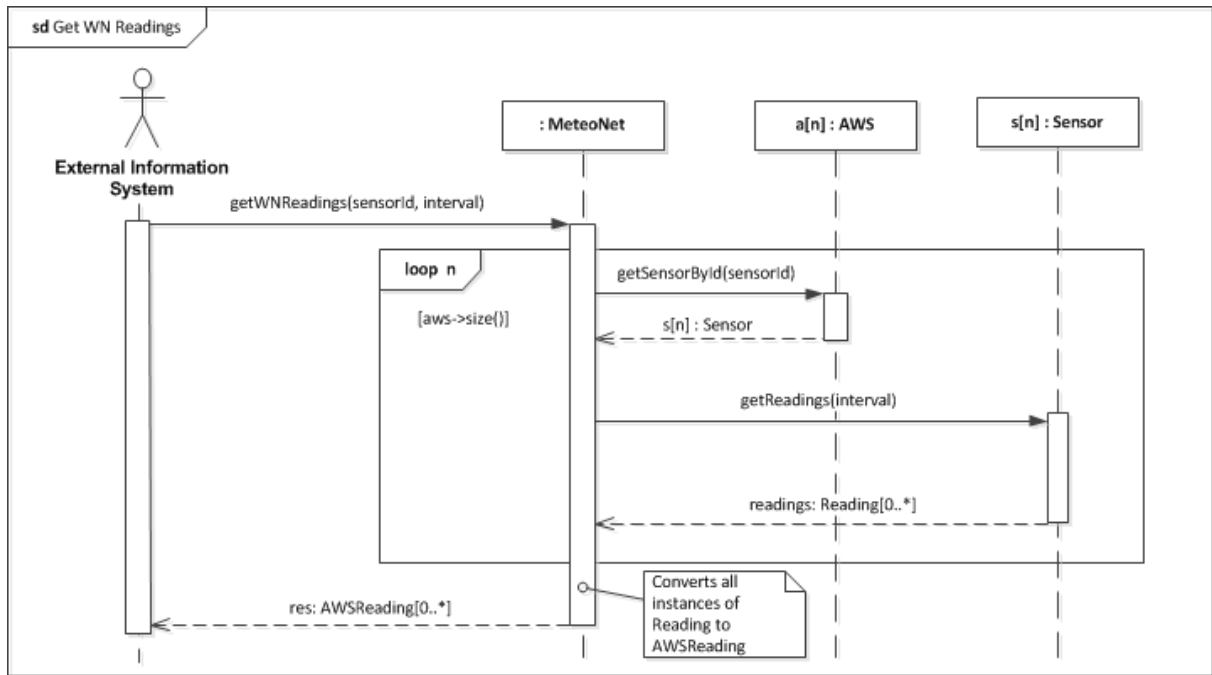 sd Get WN Readings
: MeteoNet
a[n] : AWS
s[n] : Sensor
External Information
System
getWNReadings(sensorId, interval)
loop n
getSensorById(sensorId)
[aws->size()]
s[n] : Sensor
getReadings(interval)
readings: Reading[0..*]
Converts all
instances of
Reading to
AWSReading
res: AWSReading[0..*]